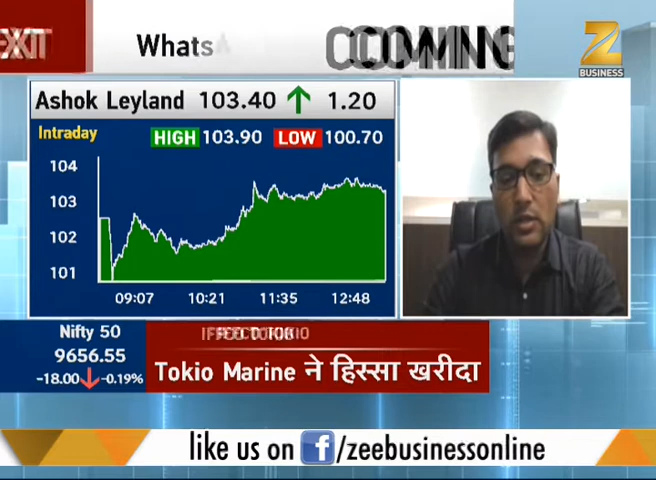 EXIT
Whats
COMING
Z
BUSINESS
Ashok Leyland 103.40 1.20
Intraday
HIGH 103.90 LOW 100.70
104
103
102
101
09:07 10:21 11:35 12:48
Nifty 50
9656.55
-18.00 -0.19%
Tokio Marine ने हिस्सा खरीदा
like us on f/zeebusinessonline